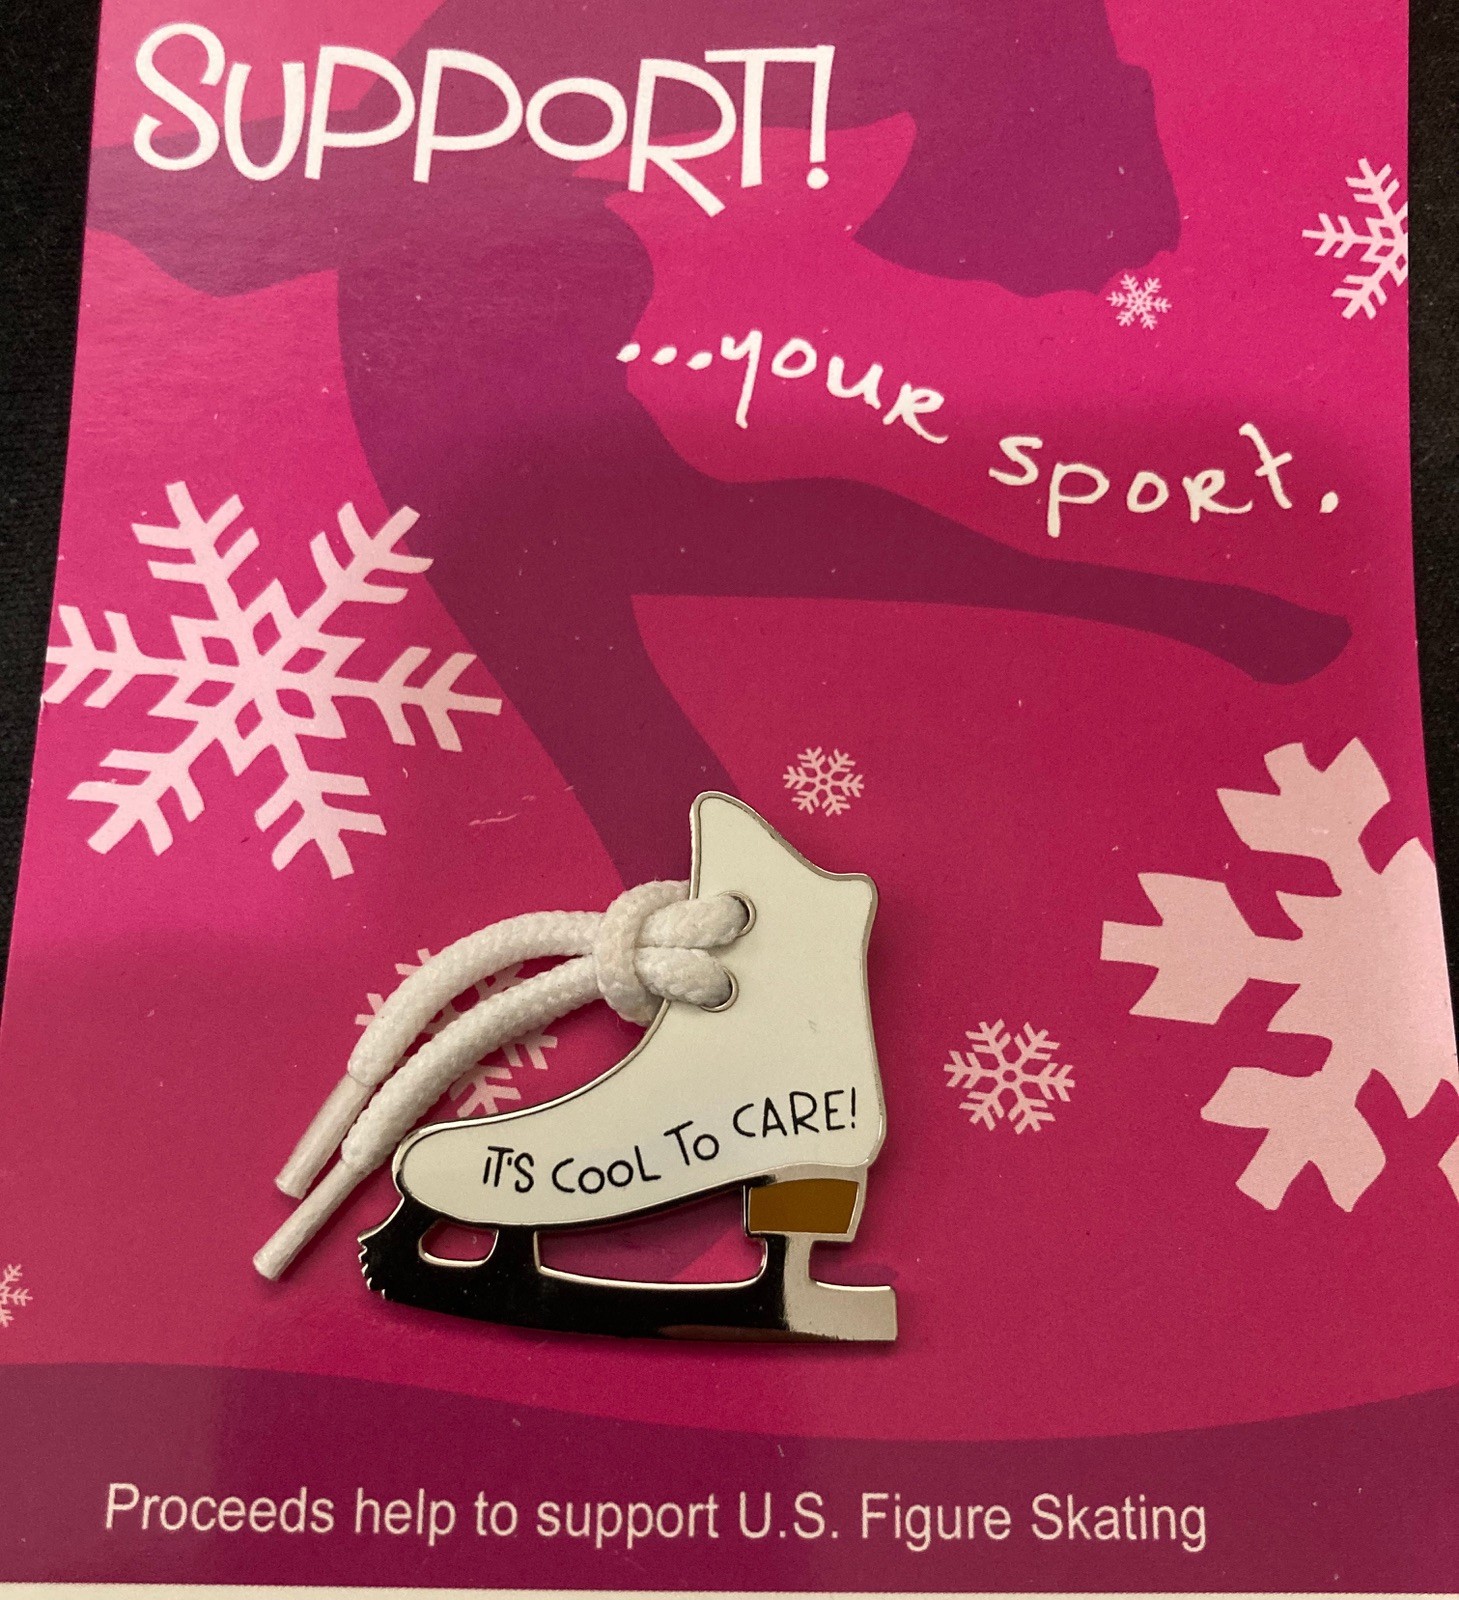 SUPPORT!
...your sport.
IT'S COOL TO CARE!
Proceeds help to support U.S. Figure Skating